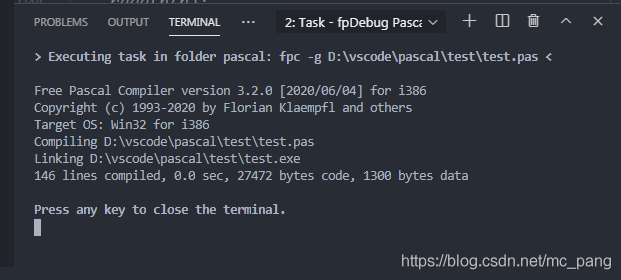 PROBLEMS OUTPUT TERMINAL 2: Task - fpDebug Pasca
> Executing task in folder pascal: fpc -g D:\vscode\pascal\test\test.pas <
Free Pascal Compiler version 3.2.0 [2020/06/04] for i386
Copyright (c) 1993-2020 by Florian Klaempfl and others
Target OS: Win32 for i386
Compiling D:\vscode\pascal\test\test.pas
Linking D:\vscode\pascal\test\test.exe
146 lines compiled, 0.0 sec, 27472 bytes code, 1300 bytes data
Press any key to close the terminal.
https://blog.csdn.net/mc_pang